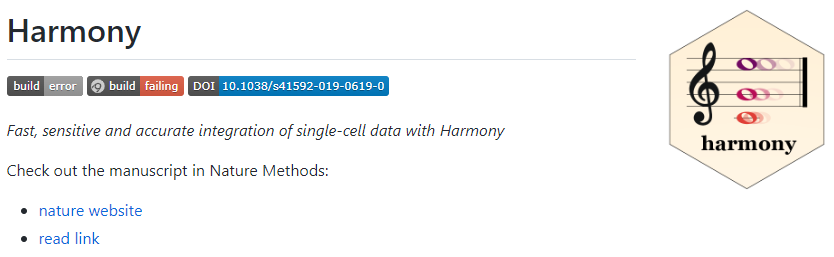 Harmony
build error build failing DOI 10.1038/s41592-019-0619-0
Fast, sensitive and accurate integration of single-cell data with Harmony
Check out the manuscript in Nature Methods:
nature website
read link
harmony